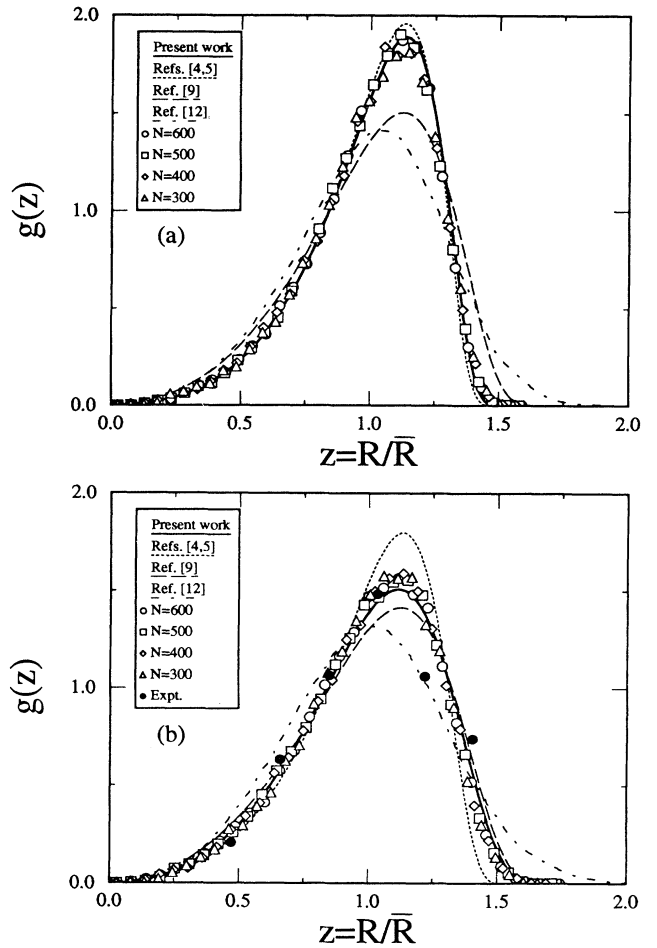 2.0
Present work
Refs. [4,5]
Ref. [9]
Ref. [12]
N=600
N=500
N=400
N=300
(a)
1.0
0.0
g(z)
0.0 0.5 1.0 1.5 2.0
z=R/R̄
2.0
Present work
Refs. [4,5]
Ref. [9]
Ref. [12]
N=600
N=500
N=400
N=300
Expt.
(b)
1.0
0.0
g(z)
0.0 0.5 1.0 1.5 2.0
z=R/R̄